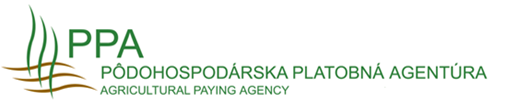 PPA
PÔDOHOSPODÁRSKA PLATOBNÁ AGENTÚRA
AGRICULTURAL PAYING AGENCY